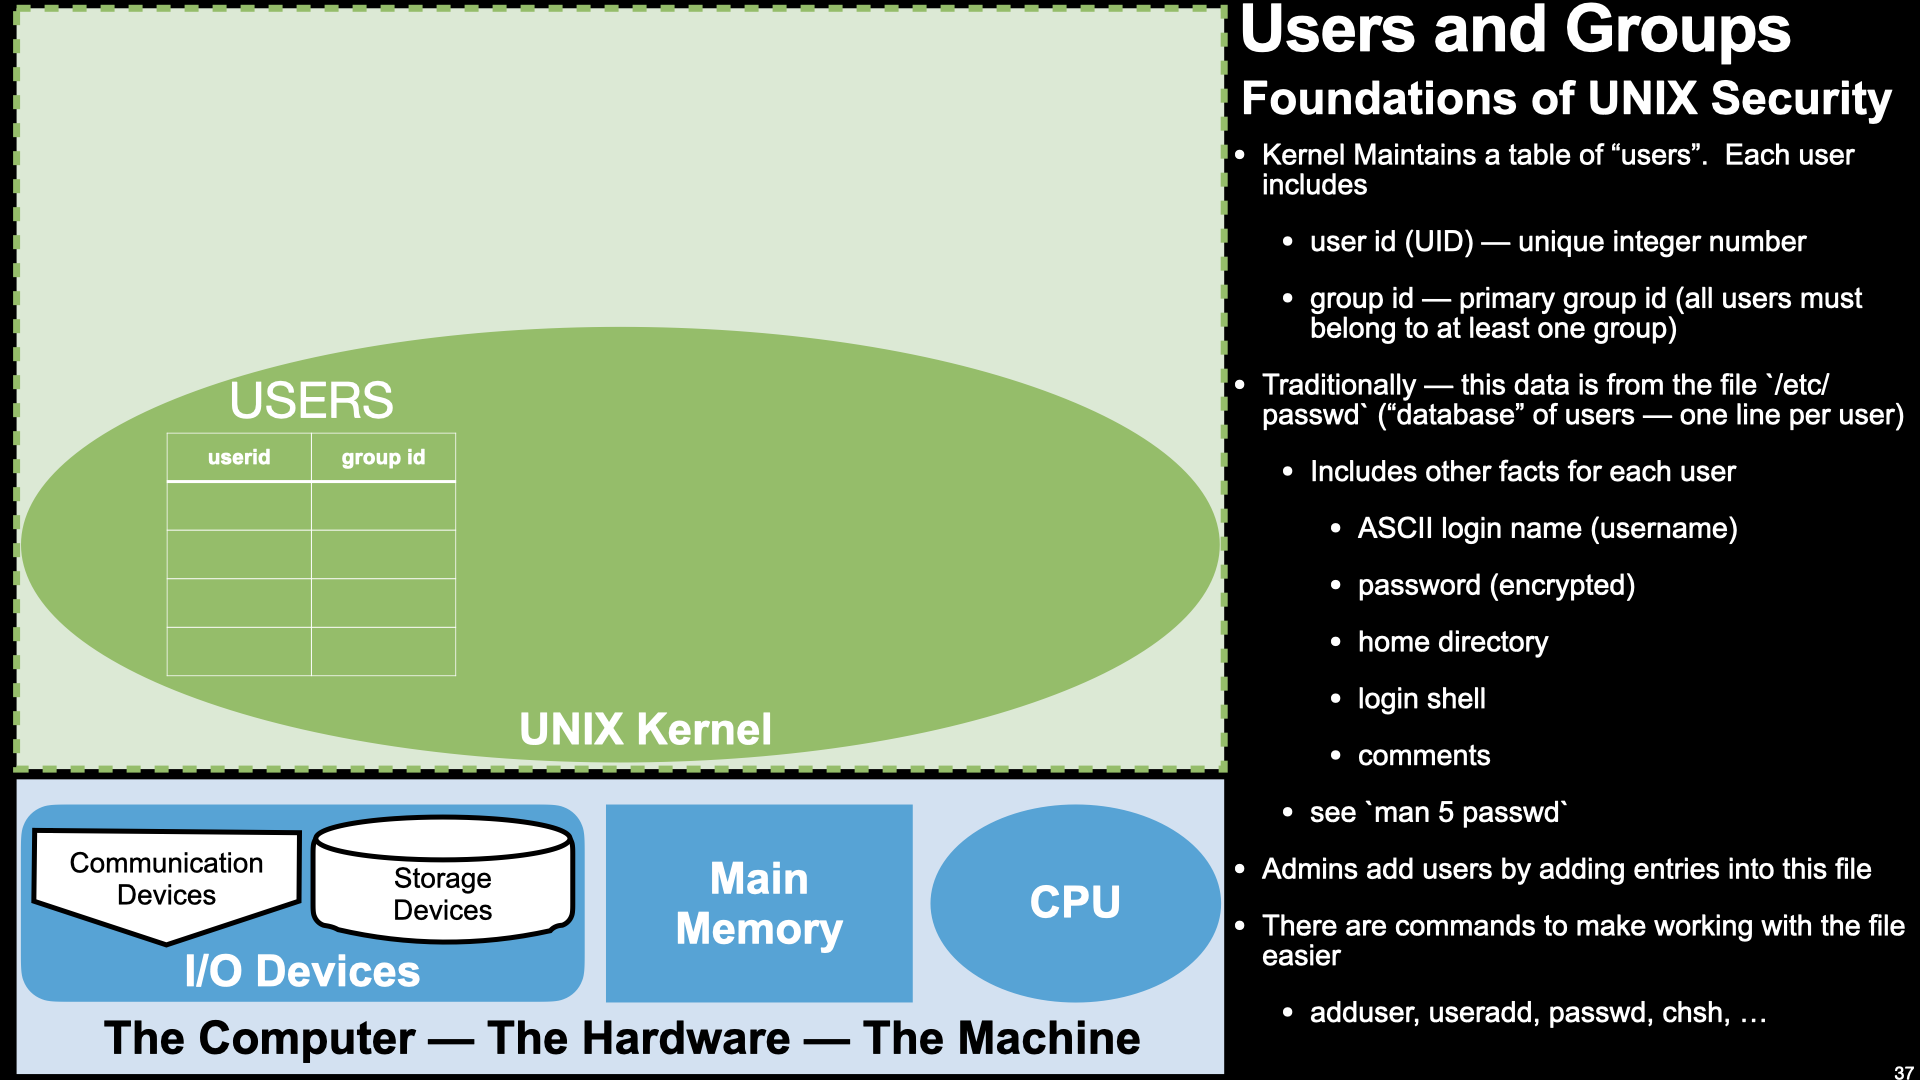 Users and Groups
Foundations of UNIX Security
• Kernel Maintains a table of “users”.  Each user
includes
• user id (UID) — unique integer number
• group id — primary group id (all users must
belong to at least one group)
• Traditionally — this data is from the file `/etc/
passwd` (“database” of users — one line per user)
• Includes other facts for each user
• ASCII login name (username)
• password (encrypted)
• home directory
• login shell
• comments
• see `man 5 passwd`
• Admins add users by adding entries into this file
• There are commands to make working with the file
easier
• adduser, useradd, passwd, chsh, …
USERS
userid group id
UNIX Kernel
Communication
Devices
Storage
Devices
I/O Devices
Main
Memory
CPU
The Computer — The Hardware — The Machine
37